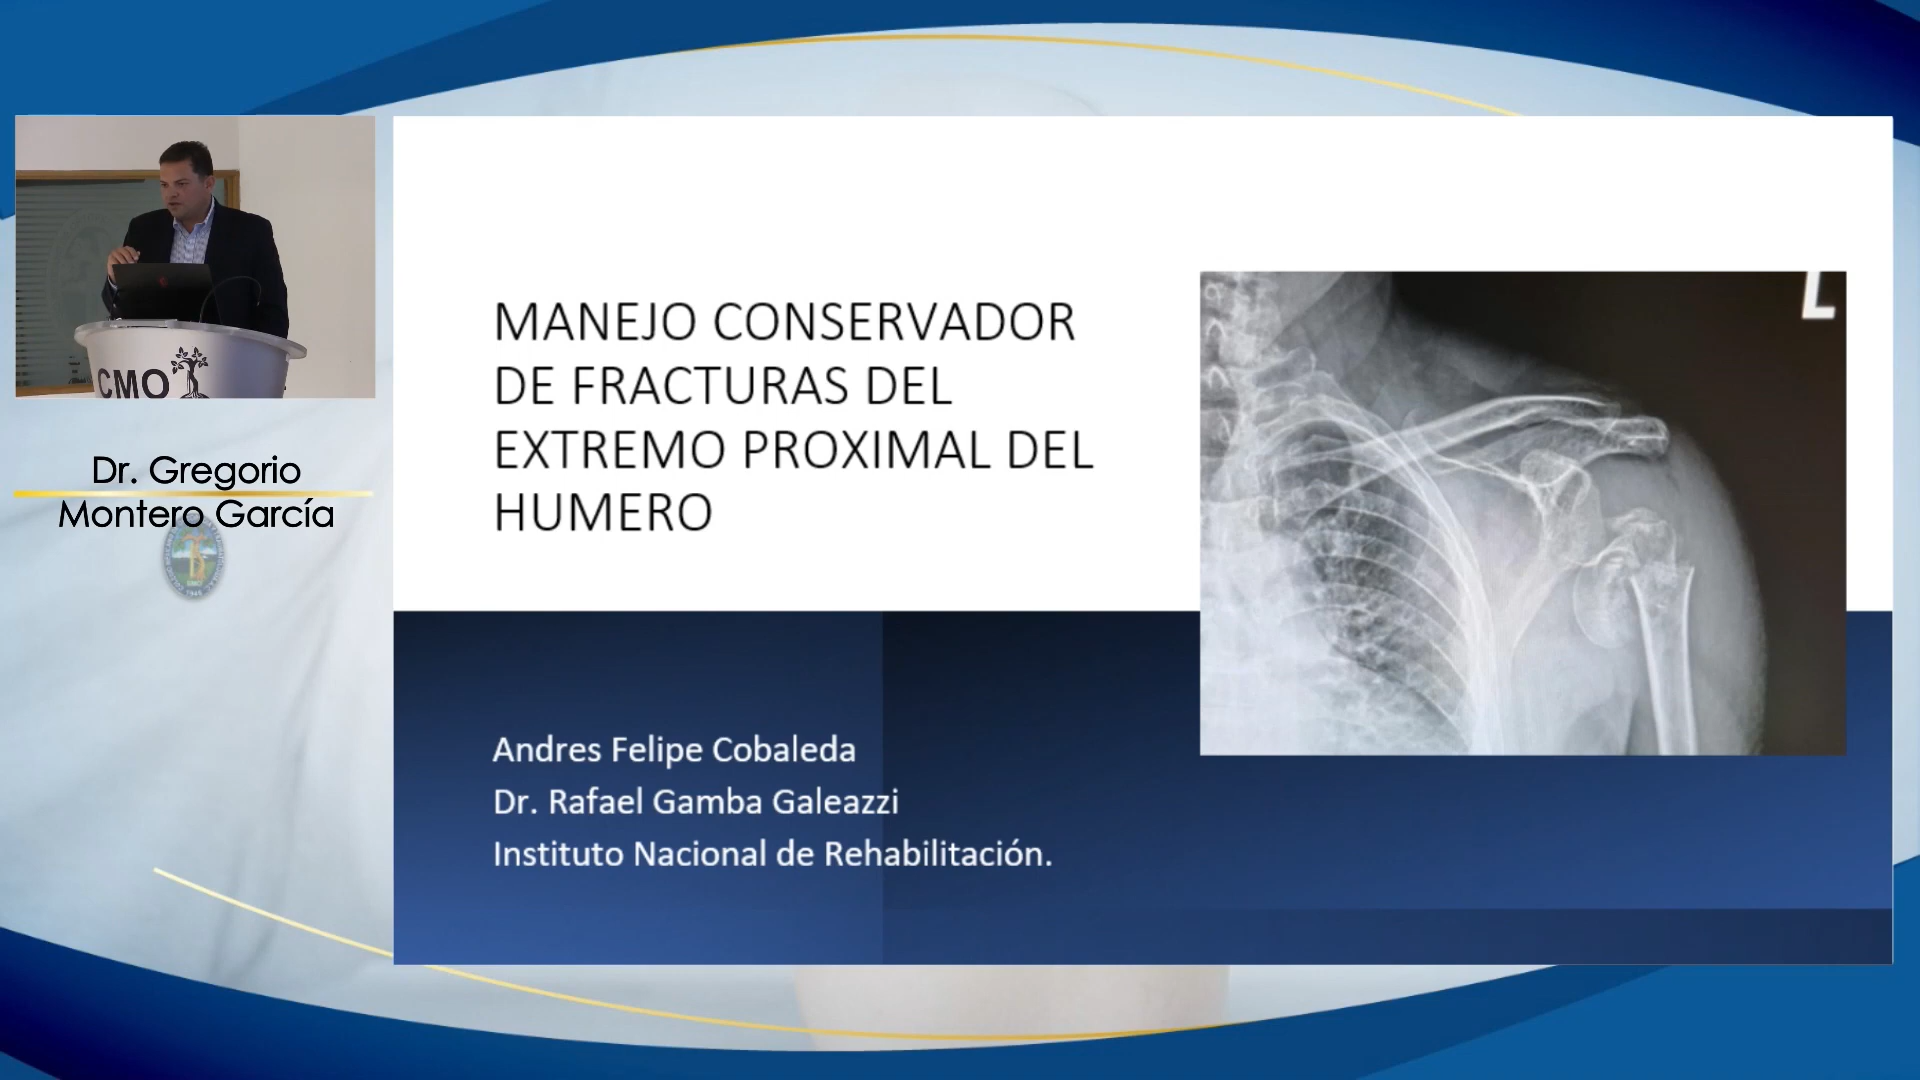 CMO
Dr. Gregorio
Montero García
MANEJO CONSERVADOR
DE FRACTURAS DEL
EXTREMO PROXIMAL DEL
HUMERO
L
Andres Felipe Cobaleda
Dr. Rafael Gamba Galeazzi
Instituto Nacional de Rehabilitación.